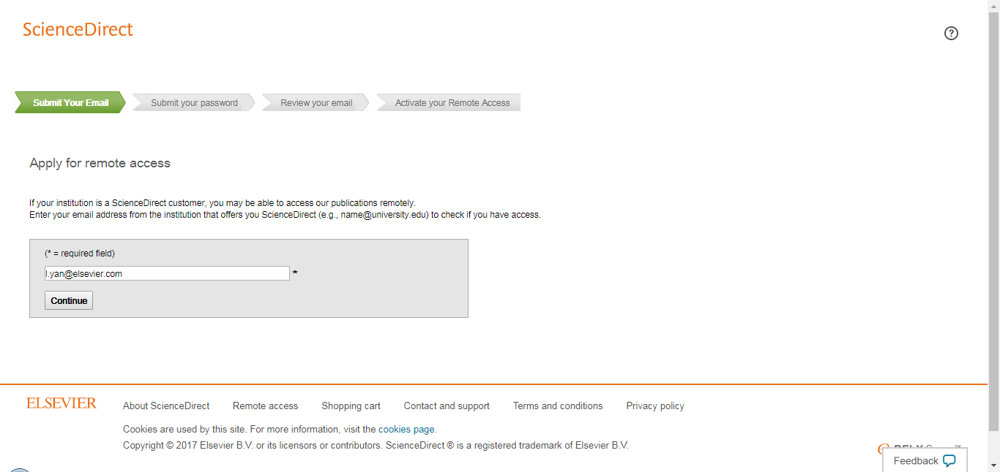 ScienceDirect
?
Submit Your Email
Submit your password
Review your email
Activate your Remote Access
Apply for remote access
If your institution is a ScienceDirect customer, you may be able to access our publications remotely.
Enter your email address from the institution that offers you ScienceDirect (e.g., name@university.edu) to check if you have access.
(* = required field)
l.yan@elsevier.com *
Continue
ELSEVIER
About ScienceDirect Remote access Shopping cart Contact and support Terms and conditions Privacy policy
Cookies are used by this site. For more information, visit the cookies page.
Copyright © 2017 Elsevier B.V. or its licensors or contributors. ScienceDirect ® is a registered trademark of Elsevier B.V.
Feedback